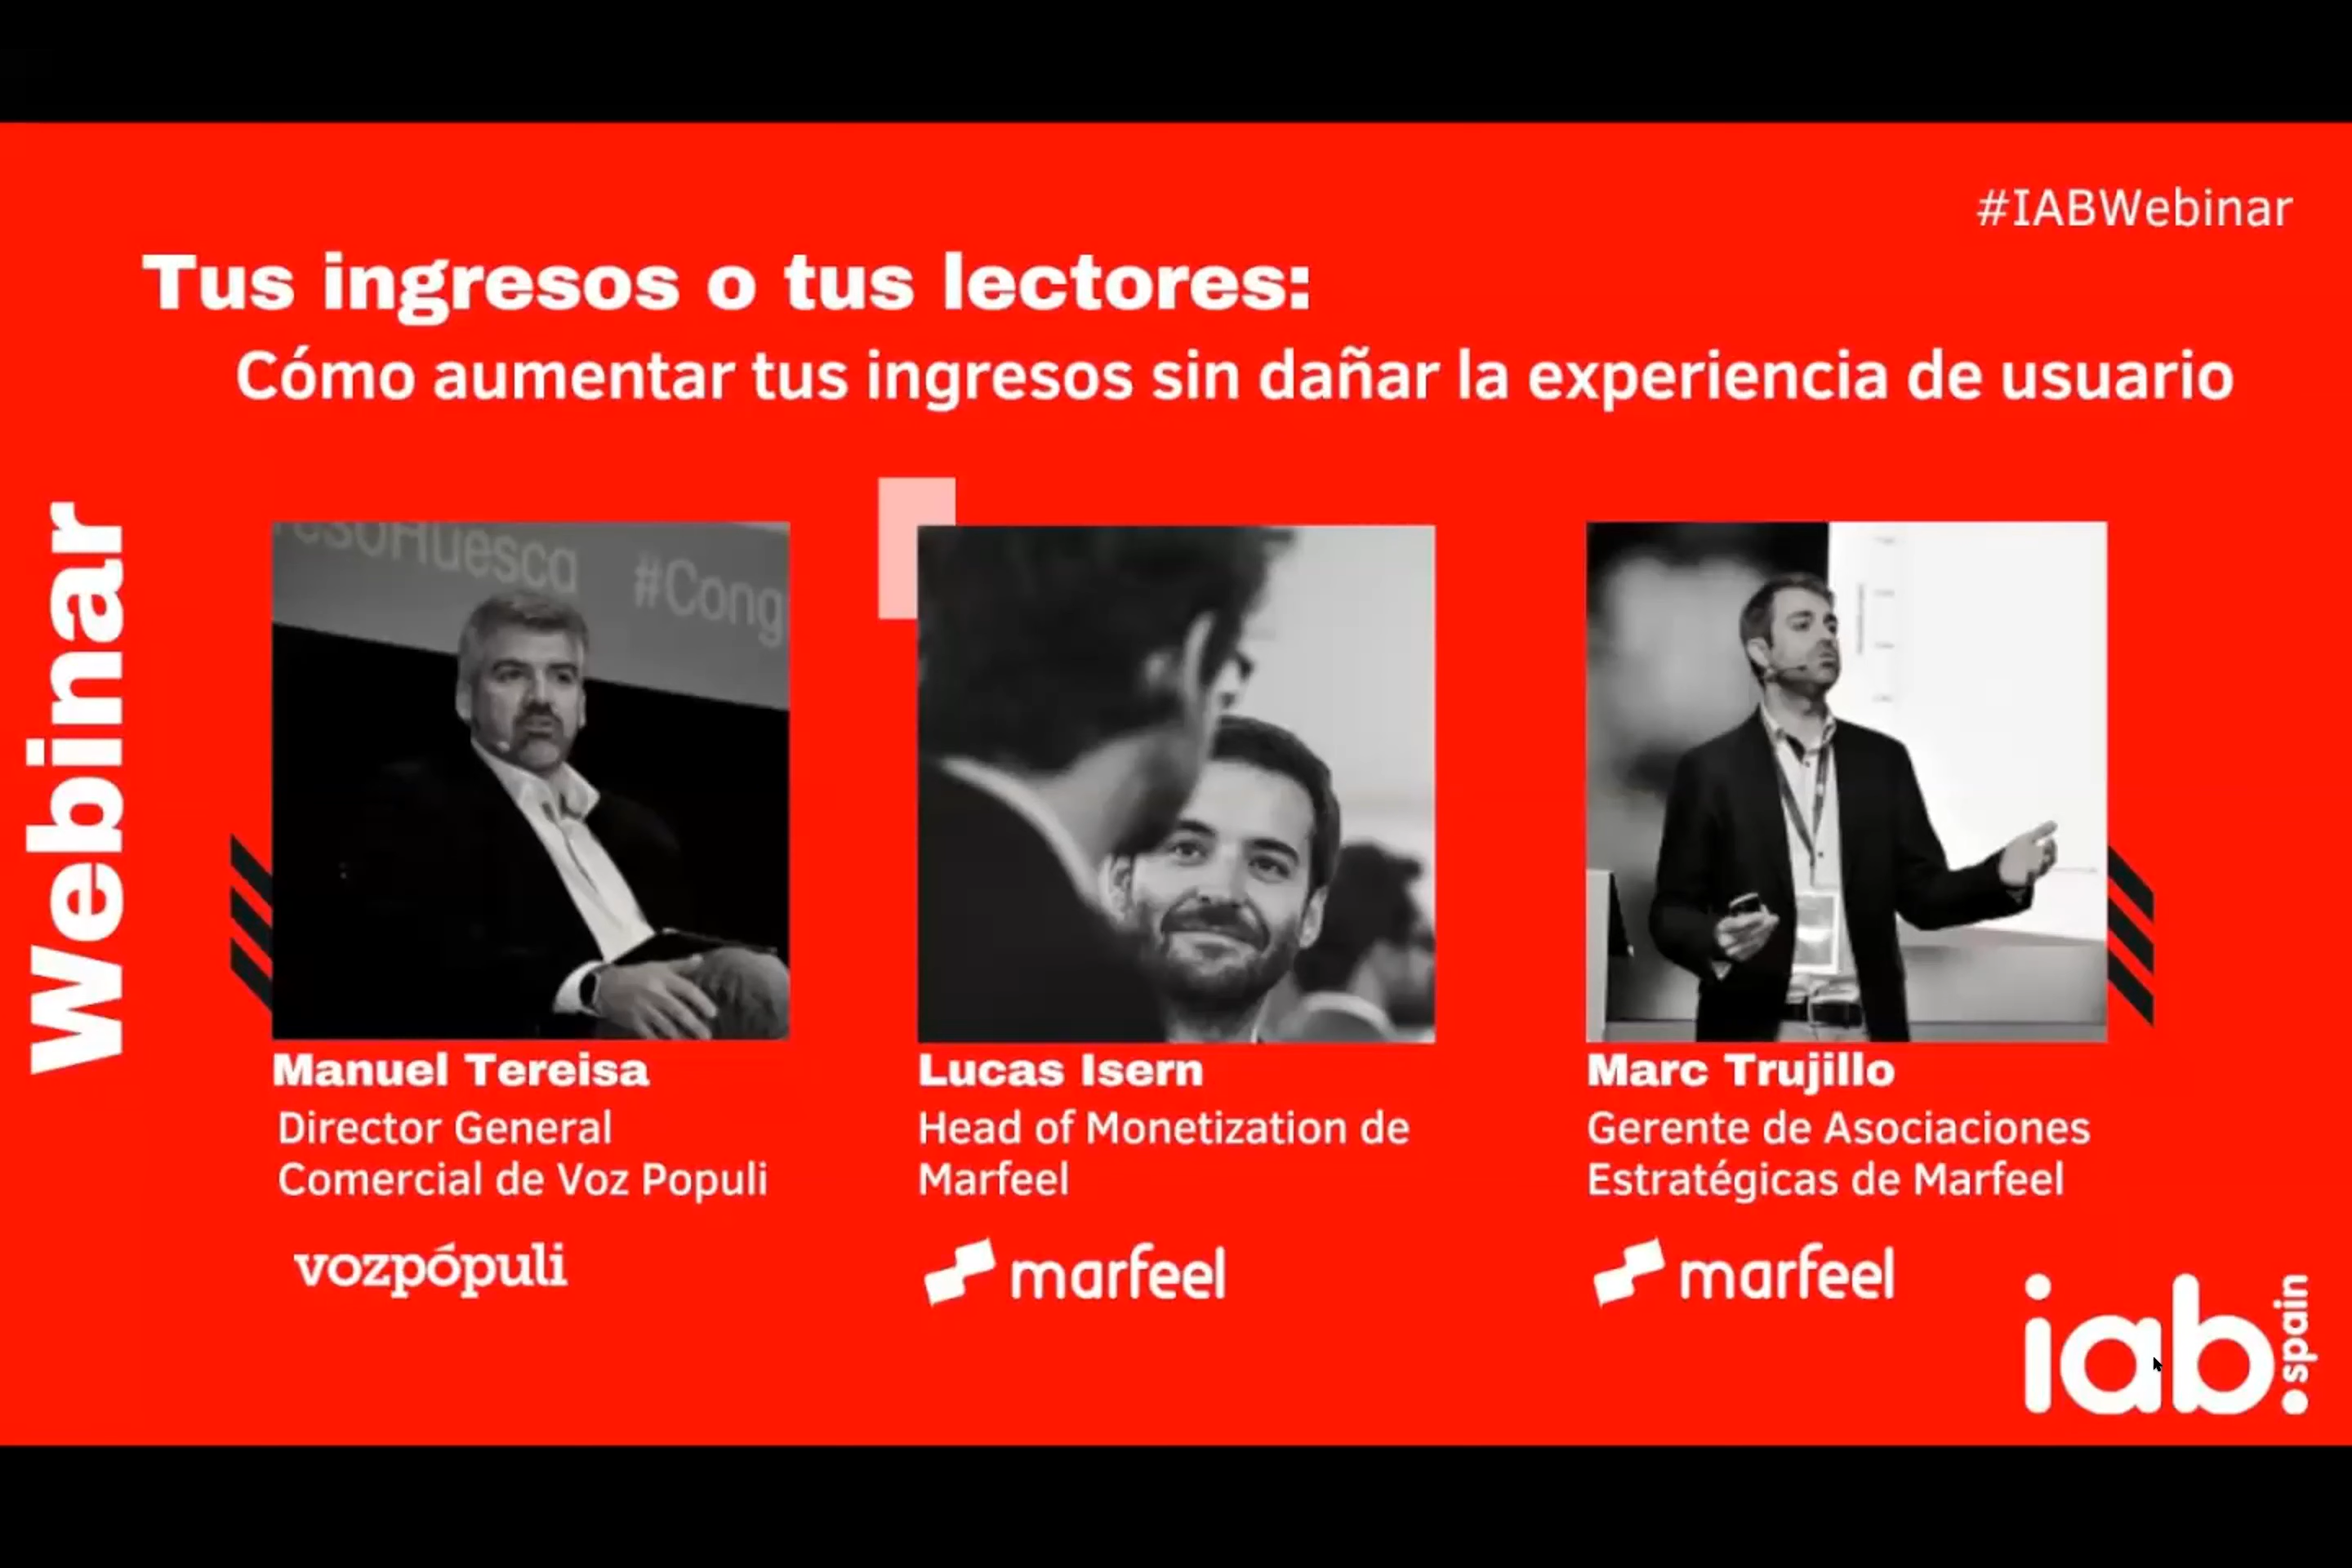 #IABWebinar
Tus ingresos o tus lectores:
Cómo aumentar tus ingresos sin dañar la experiencia de usuario
Webinar
esoHuesca #Cong
Manuel Tereisa
Director General
Comercial de Voz Populi
vozpópuli
Lucas Isern
Head of Monetization de
Marfeel
marfeel
Marc Trujillo
Gerente de Asociaciones
Estratégicas de Marfeel
marfeel
iab.spain